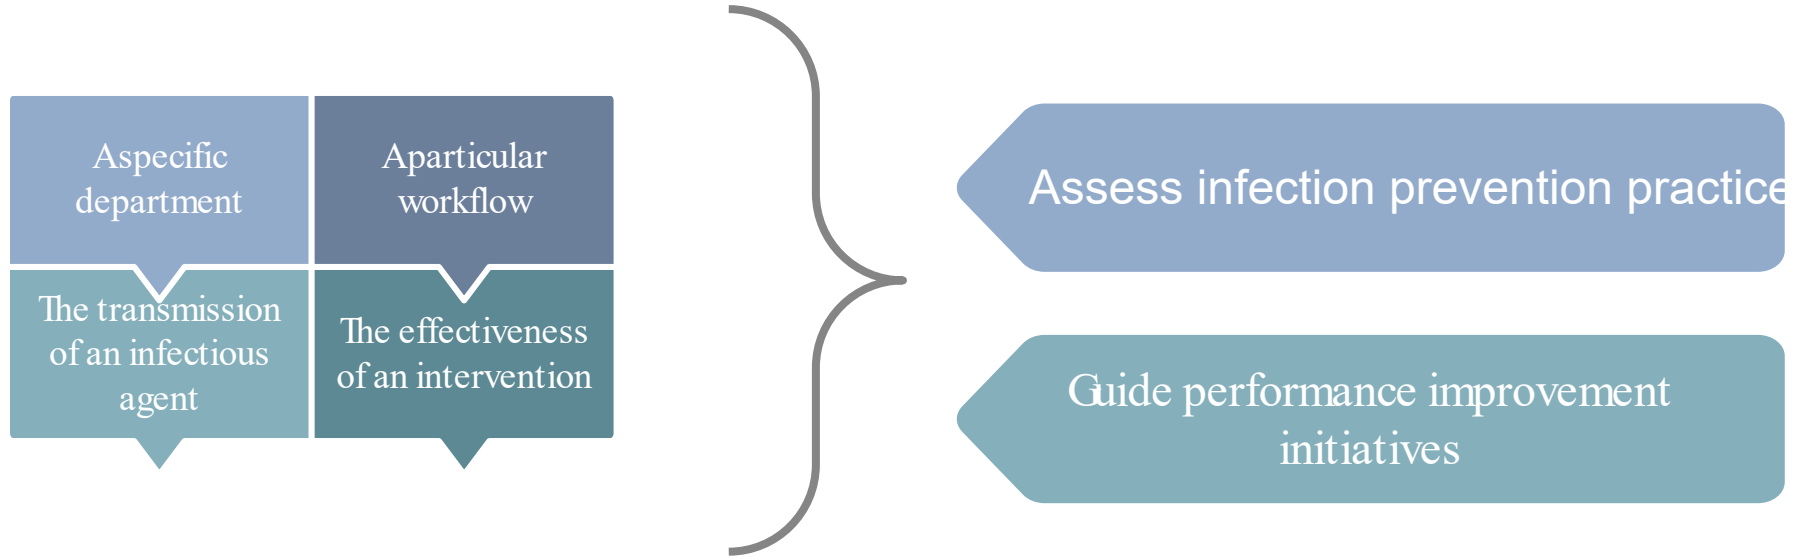 Aspecific
department
Aparticular
workflow
The transmission
of an infectious
agent
The effectiveness
of an intervention
Assess infection prevention practice
Guide performance improvement
initiatives